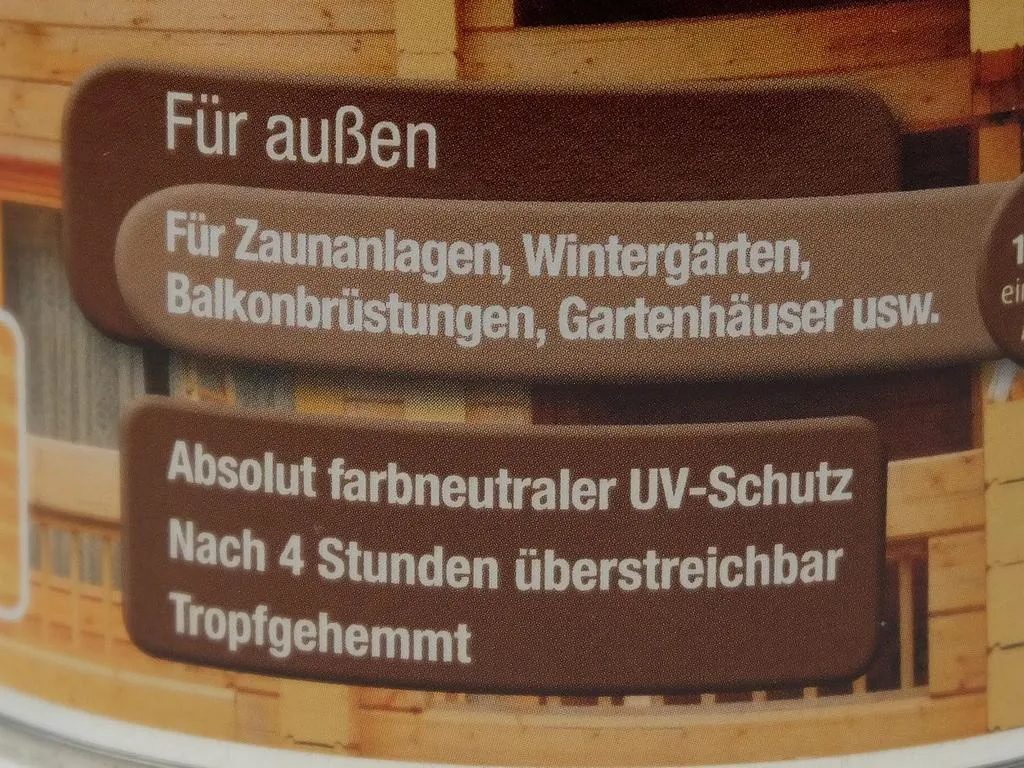 Für außen
Für Zaunanlagen, Wintergärten,
Balkonbrüstungen, Gartenhäuser usw.
Absolut farbneutraler UV-Schutz
Nach 4 Stunden überstreichbar
Tropfgehemmt